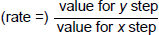 (rate =) value for y step
value for x step